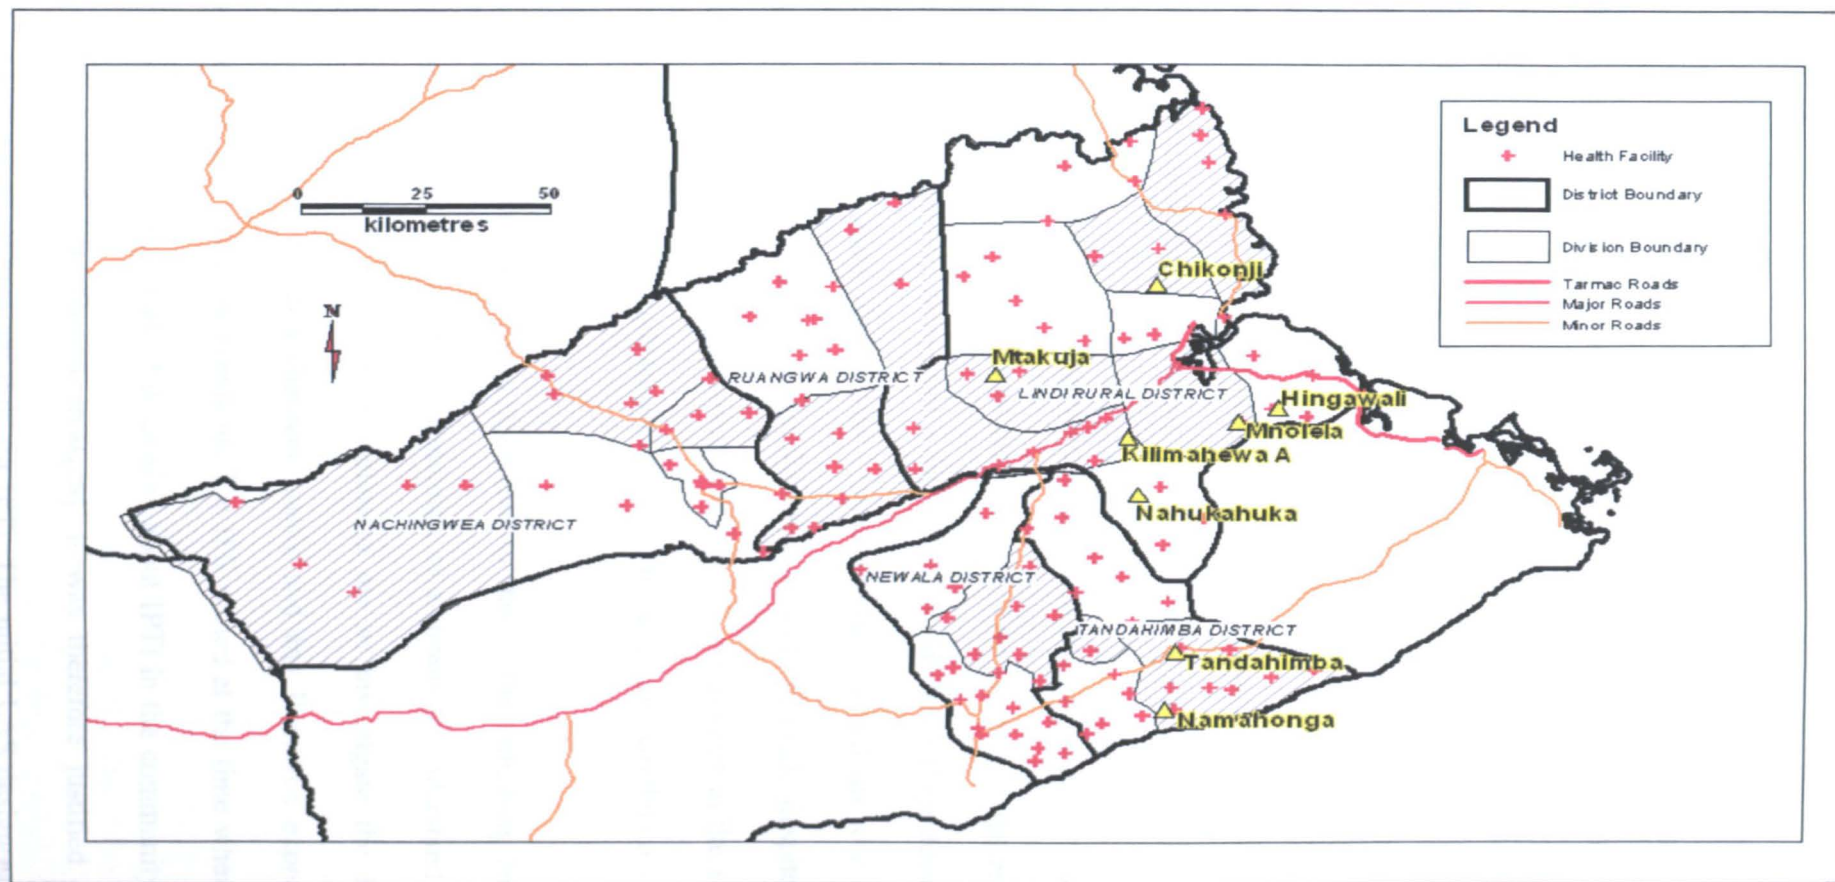 Legend
Health Facility
District Boundary
Division Boundary
Tarmac Roads
Major Roads
Minor Roads
0 25 50
kilometres
N
Chikonji
Mtakuja
RUANGWA DISTRICT
LINDI RURAL DISTRICT
Hingawali
Mnolela
Kilimahewa A
Nahukahuka
NACHINGWEA DISTRICT
NEWALA DISTRICT
TANDAHIMBA DISTRICT
Tandahimba
Namahonga